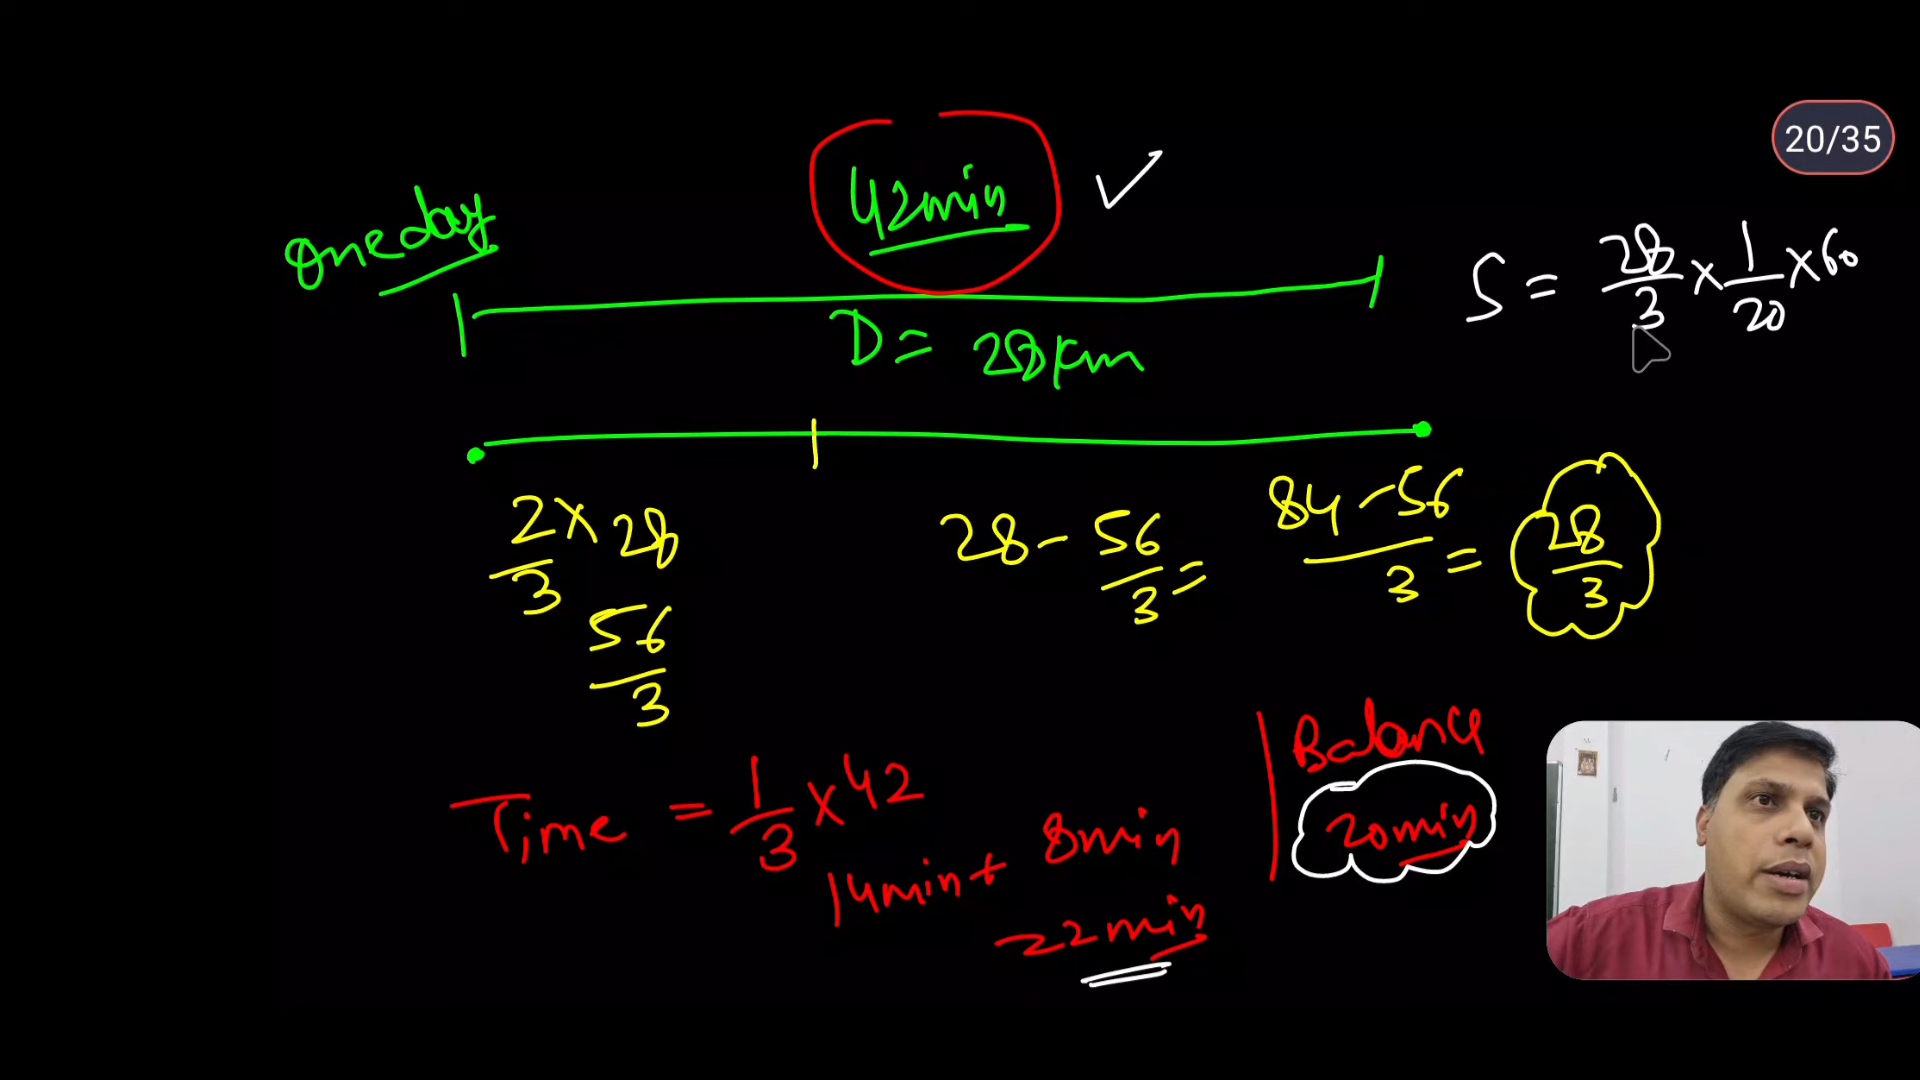 20/35
One day
42min
S = 28/3 × 1/20 × 60
D = 28km
2/3 × 28
56/3
28 - 56/3 =
84 - 56/3 =
28/3
Time = 1/3 × 42
14min + 8min
22min
Balance
20min